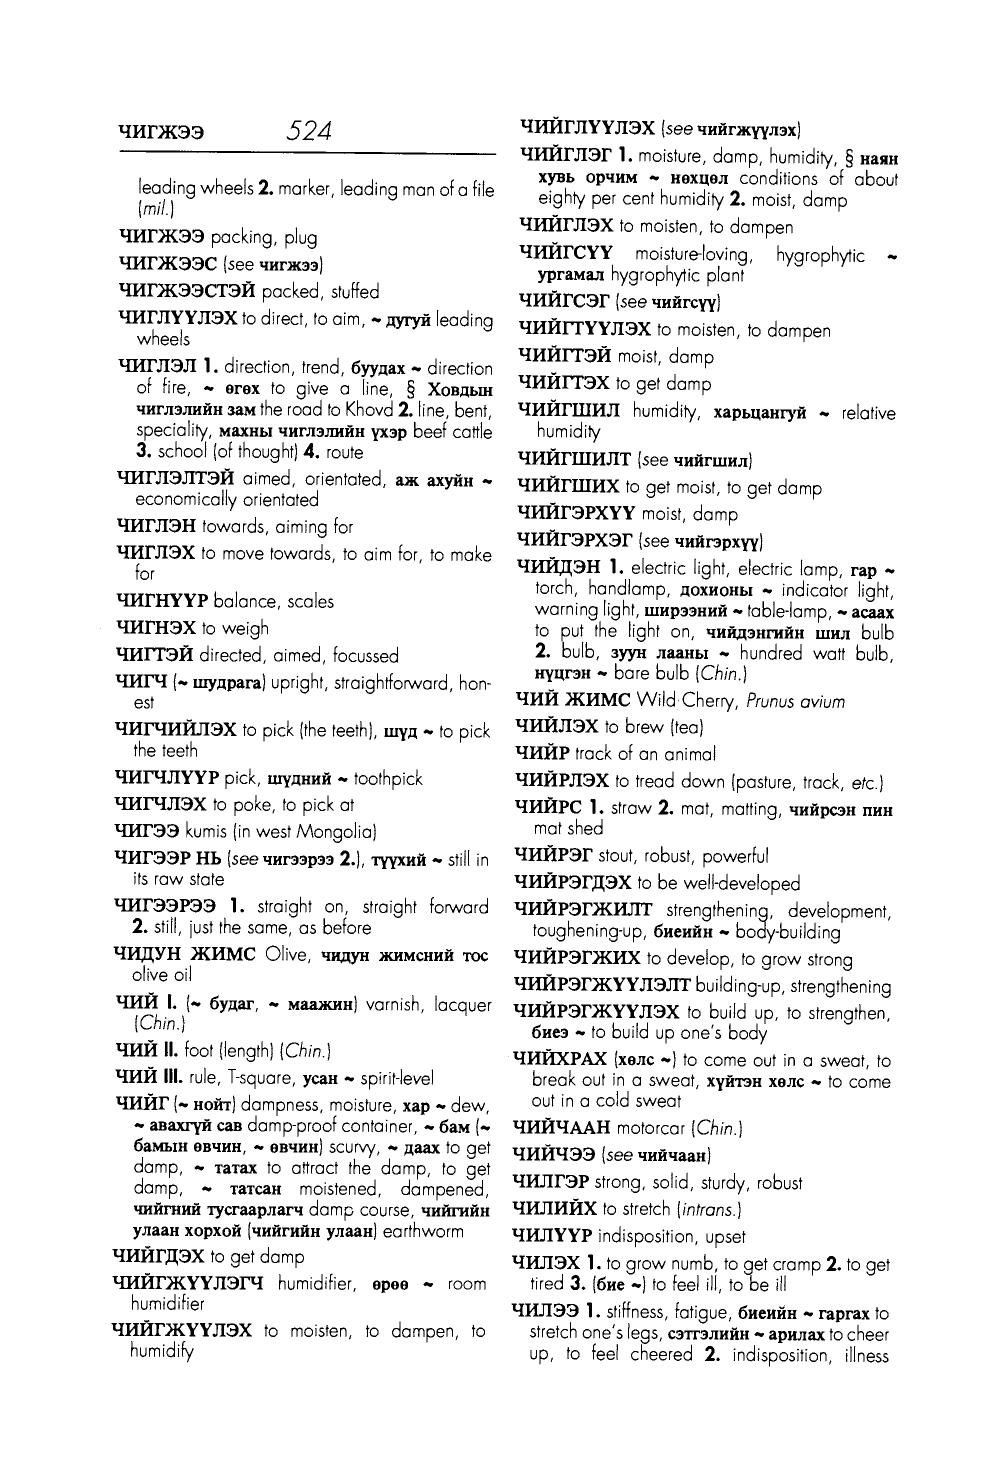 ЧИГЖЭЭ 524
leading wheels 2. marker, leading man of a file
(mil.)
ЧИГЖЭЭ packing, plug
ЧИГЖЭЭС (see чигжээ)
ЧИГЖЭЭСТЭЙ packed, stuffed
ЧИГЛҮҮЛЭХ to direct, to aim, ~ дугуй leading
wheels
ЧИГЛЭЛ 1. direction, trend, буудах ~ direction
of fire, ~ өгөх to give a line, § Ховдын
чиглэлийн зам the road to Khovd 2. line, bent,
speciality, махны чиглэлийн үхэр beef cattle
3. school (of thought) 4. route
ЧИГЛЭЛТЭЙ aimed, orientated, аж ахуйн ~
economically orientated
ЧИГЛЭН towards, aiming for
ЧИГЛЭХ to move towards, to aim for, to make
for
ЧИГНҮҮР balance, scales
ЧИГНЭХ to weigh
ЧИГТЭЙ directed, aimed, focussed
ЧИГЧ (~ шудрага) upright, straightforward, hon-
est
ЧИГЧИЙЛЭХ to pick (the teeth), шүд ~ to pick
the teeth
ЧИГЧЛҮҮР pick, шүдний ~ toothpick
ЧИГЧЛЭХ to poke, to pick at
ЧИГЭЭ kumis (in west Mongolia)
ЧИГЭЭР НЬ (see чигээрээ 2.), түүхий ~ still in
its raw state
ЧИГЭЭРЭЭ 1. straight on, straight forward
2. still, just the same, as before
ЧИДУН ЖИМС Olive, чидун жимсний тос
olive oil
ЧИЙ I. (~ будаг, ~ маажин) varnish, lacquer
(Chin.)
ЧИЙ II. foot (length) (Chin.)
ЧИЙ III. rule, T-square, усан ~ spirit-level
ЧИЙГ (~ нойт) dampness, moisture, хар ~ dew,
~ авахгүй сав damp-proof container, ~ бам (~
бамын өвчин, ~ өвчин) scurvy, ~ даах to get
damp, ~ татах to attract the damp, to get
damp, ~ татсан moistened, dampened,
чийгний тусгаарлагч damp course, чийгийн
улаан хорхой (чийгийн улаан) earthworm
ЧИЙГДЭХ to get damp
ЧИЙГЖҮҮЛЭГЧ humidifier, өрөө ~ room
humidifier
ЧИЙГЖҮҮЛЭХ to moisten, to dampen, to
humidify
ЧИЙГЛҮҮЛЭХ (see чийгжүүлэх)
ЧИЙГЛЭГ 1. moisture, damp, humidity, § наян
хувь орчим ~ нөхцөл conditions of about
eighty per cent humidity 2. moist, damp
ЧИЙГЛЭХ to moisten, to dampen
ЧИЙГСҮҮ moisture-loving, hygrophytic ~
ургамал hygrophytic plant
ЧИЙГСЭГ (see чийгсүү)
ЧИЙГТҮҮЛЭХ to moisten, to dampen
ЧИЙГТЭЙ moist, damp
ЧИЙГТЭХ to get damp
ЧИЙГШИЛ humidity, харьцангуй ~ relative
humidity
ЧИЙГШИЛТ (see чийгшил)
ЧИЙГШИХ to get moist, to get damp
ЧИЙГЭРХҮҮ moist, damp
ЧИЙГЭРХЭГ (see чийгэрхүү)
ЧИЙДЭН 1. electric light, electric lamp, гар ~
torch, handlamp, дохионы ~ indicator light,
warning light, ширээний ~ table-lamp, ~ асаах
to put the light on, чийдэнгийн шил bulb
2. bulb, зуун лааны ~ hundred watt bulb,
нүцгэн ~ bare bulb (Chin.)
ЧИЙ ЖИМС Wild Cherry, Prunus avium
ЧИЙЛЭХ to brew (tea)
ЧИЙР track of an animal
ЧИЙРЛЭХ to tread down (pasture, track, etc.)
ЧИЙРС 1. straw 2. mat, matting, чийрсэн пин
mat shed
ЧИЙРЭГ stout, robust, powerful
ЧИЙРЭГДЭХ to be well-developed
ЧИЙРЭГЖИЛТ strengthening, development,
toughening-up, биеийн ~ body-building
ЧИЙРЭГЖИХ to develop, to grow strong
ЧИЙРЭГЖҮҮЛЭЛТ building-up, strengthening
ЧИЙРЭГЖҮҮЛЭХ to build up, to strengthen,
биеэ ~ to build up one's body
ЧИЙХРАХ (хөлс ~) to come out in a sweat, to
break out in a sweat, хүйтэн хөлс ~ to come
out in a cold sweat
ЧИЙЧААН motorcar (Chin.)
ЧИЙЧЭЭ (see чийчаан)
ЧИЛГЭР strong, solid, sturdy, robust
ЧИЛИЙХ to stretch (intrans.)
ЧИЛҮҮР indisposition, upset
ЧИЛЭХ 1. to grow numb, to get cramp 2. to get
tired 3. (бие ~) to feel ill, to be ill
ЧИЛЭЭ 1. stiffness, fatigue, биеийн ~ гаргах to
stretch one's legs, сэтгэлийн ~ арилах to cheer
up, to feel cheered 2. indisposition, illness